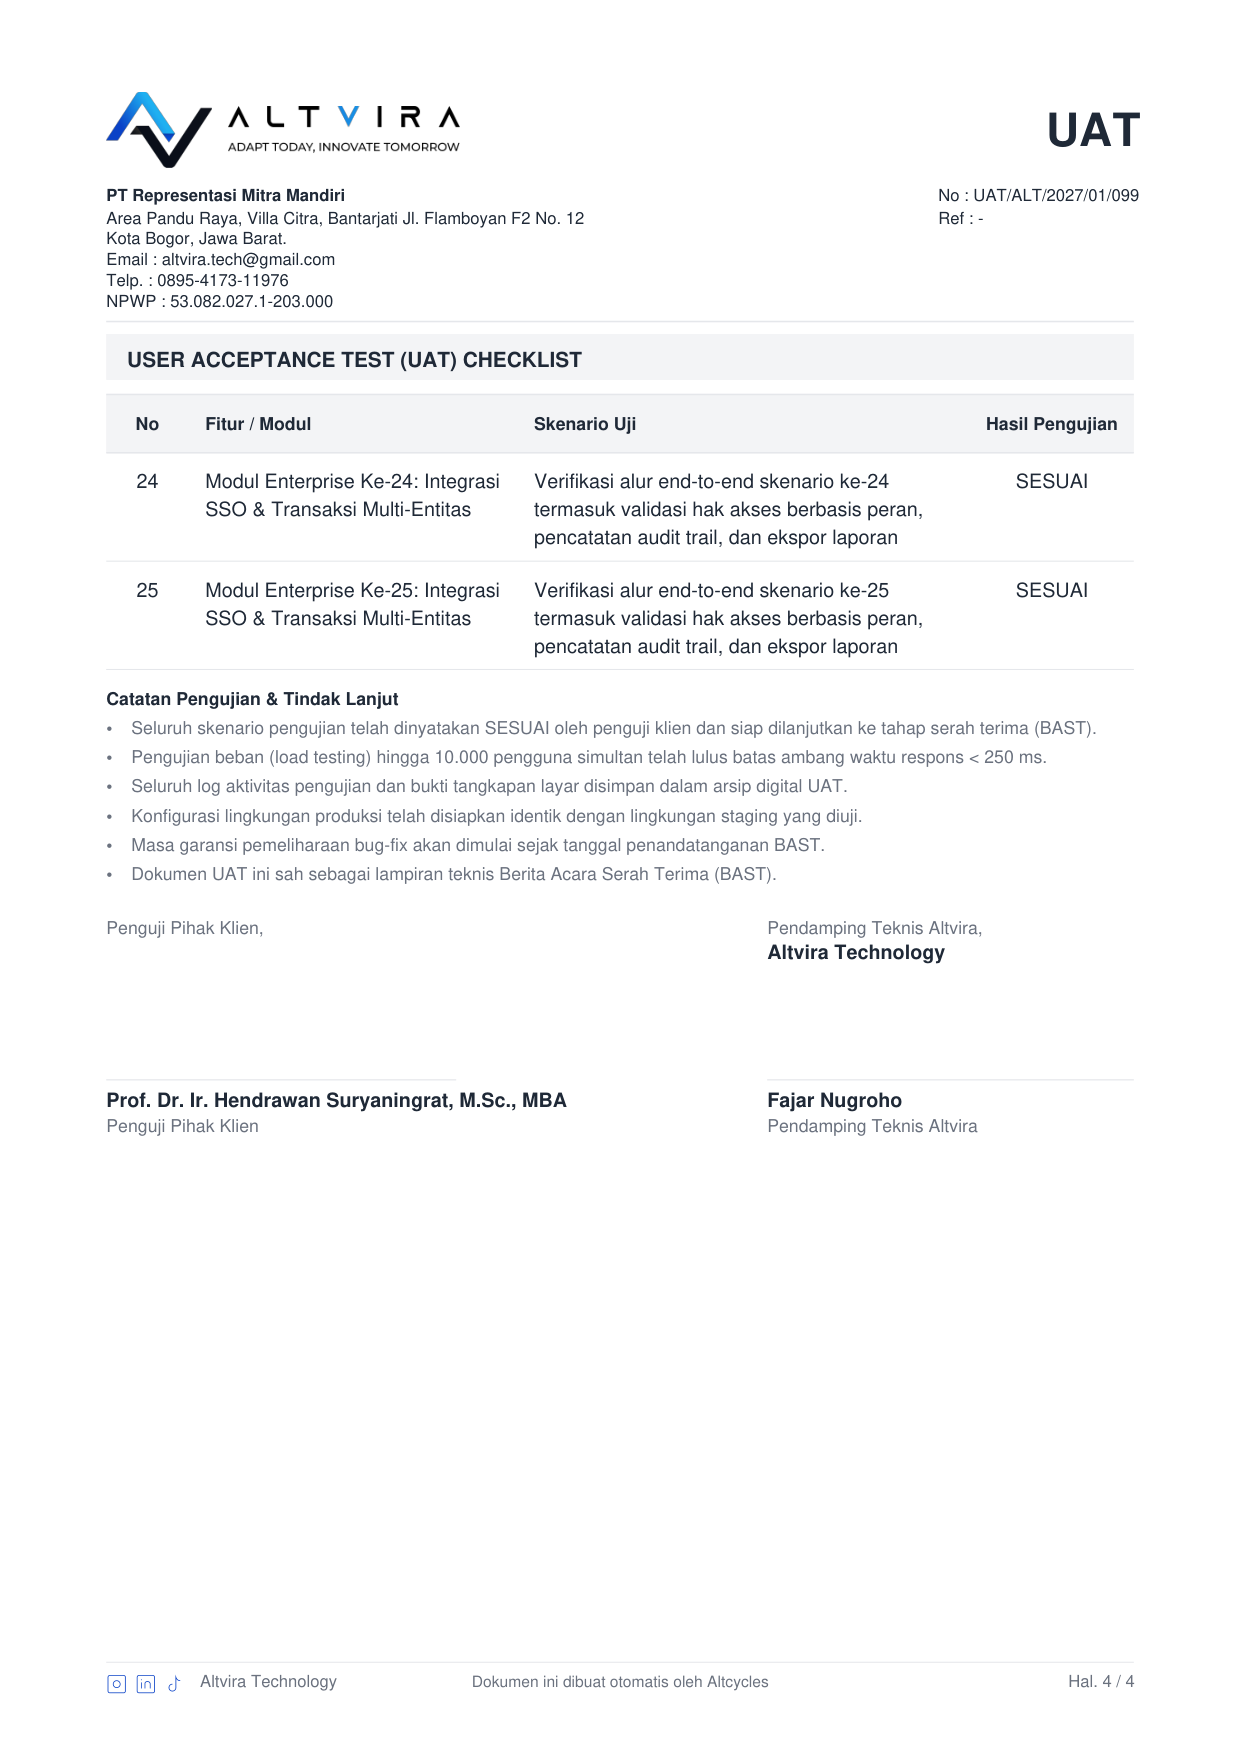 ALTVIRA
ADAPT TODAY, INNOVATE TOMORROW
UAT
PT Representasi Mitra Mandiri
Area Pandu Raya, Villa Citra, Bantarjati Jl. Flamboyan F2 No. 12
Kota Bogor, Jawa Barat.
Email : altvira.tech@gmail.com
Telp. : 0895-4173-11976
NPWP : 53.082.027.1-203.000
No : UAT/ALT/2027/01/099
Ref : -
USER ACCEPTANCE TEST (UAT) CHECKLIST
No Fitur / Modul Skenario Uji Hasil Pengujian
24 Modul Enterprise Ke-24: Integrasi Verifikasi alur end-to-end skenario ke-24 SESUAI
SSO & Transaksi Multi-Entitas termasuk validasi hak akses berbasis peran,
pencatatan audit trail, dan ekspor laporan
25 Modul Enterprise Ke-25: Integrasi Verifikasi alur end-to-end skenario ke-25 SESUAI
SSO & Transaksi Multi-Entitas termasuk validasi hak akses berbasis peran,
pencatatan audit trail, dan ekspor laporan
Catatan Pengujian & Tindak Lanjut
• Seluruh skenario pengujian telah dinyatakan SESUAI oleh penguji klien dan siap dilanjutkan ke tahap serah terima (BAST).
• Pengujian beban (load testing) hingga 10.000 pengguna simultan telah lulus batas ambang waktu respons < 250 ms.
• Seluruh log aktivitas pengujian dan bukti tangkapan layar disimpan dalam arsip digital UAT.
• Konfigurasi lingkungan produksi telah disiapkan identik dengan lingkungan staging yang diuji.
• Masa garansi pemeliharaan bug-fix akan dimulai sejak tanggal penandatanganan BAST.
• Dokumen UAT ini sah sebagai lampiran teknis Berita Acara Serah Terima (BAST).
Penguji Pihak Klien,
Pendamping Teknis Altvira,
Altvira Technology
Prof. Dr. Ir. Hendrawan Suryaningrat, M.Sc., MBA
Penguji Pihak Klien
Fajar Nugroho
Pendamping Teknis Altvira
Altvira Technology Dokumen ini dibuat otomatis oleh Altcycles Hal. 4 / 4